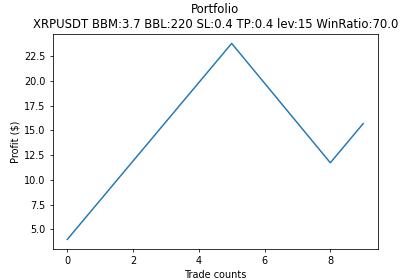 Portfolio
XRPUSDT BBM:3.7 BBL:220 SL:0.4 TP:0.4 lev:15 WinRatio:70.0
Profit ($)
22.5
20.0
17.5
15.0
12.5
10.0
7.5
5.0
0 2 4 6 8
Trade counts